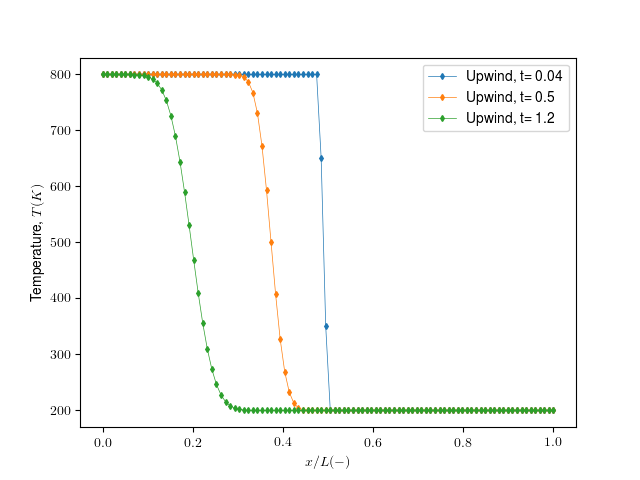 Upwind, t= 0.04
Upwind, t= 0.5
Upwind, t= 1.2
800
700
600
500
400
300
200
Temperature, T(K)
0.0 0.2 0.4 0.6 0.8 1.0
x/L(−)